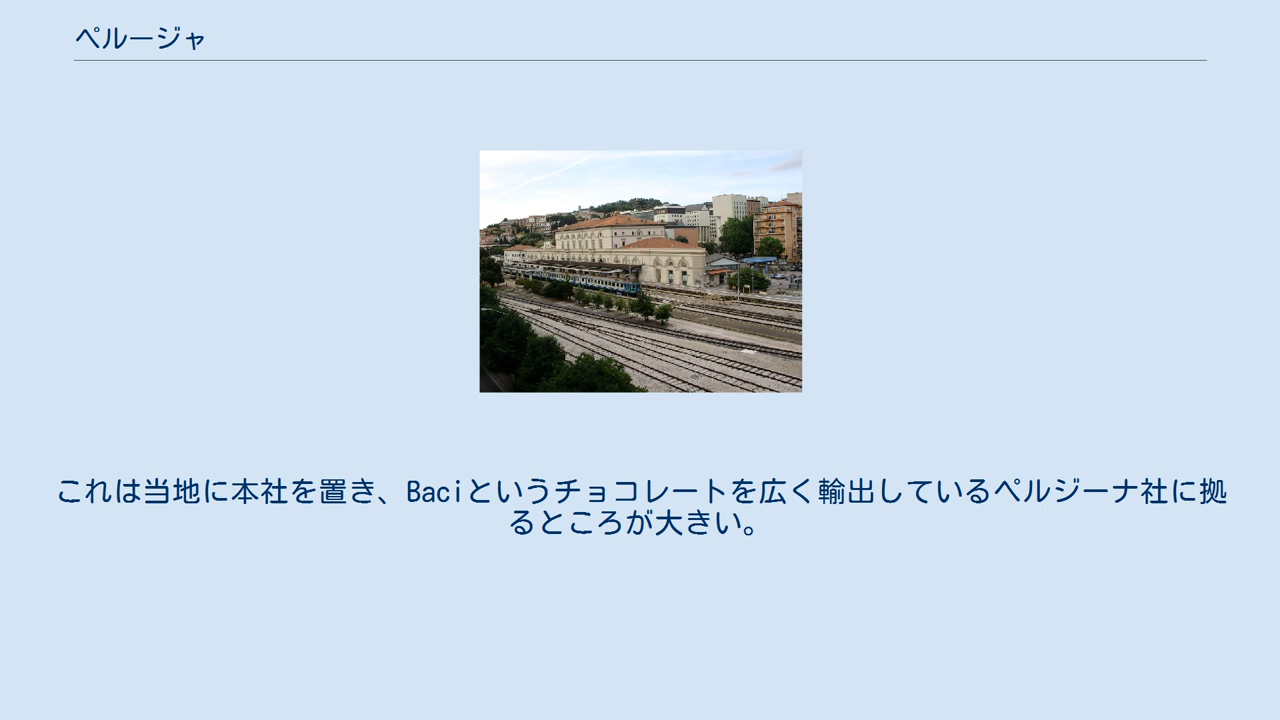 ペルージャ
これは当地に本社を置き、Baciというチョコレートを広く輸出しているペルジーナ社に拠
るところが大きい。